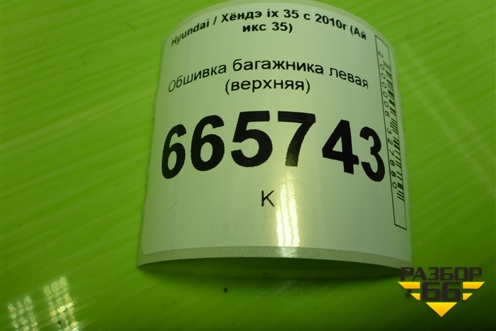 Hyundai / Хёндэ ix 35 с 2010г (Ай
икс 35)
Обшивка багажника левая
(верхняя)
665743
К
РАЗБОР
66